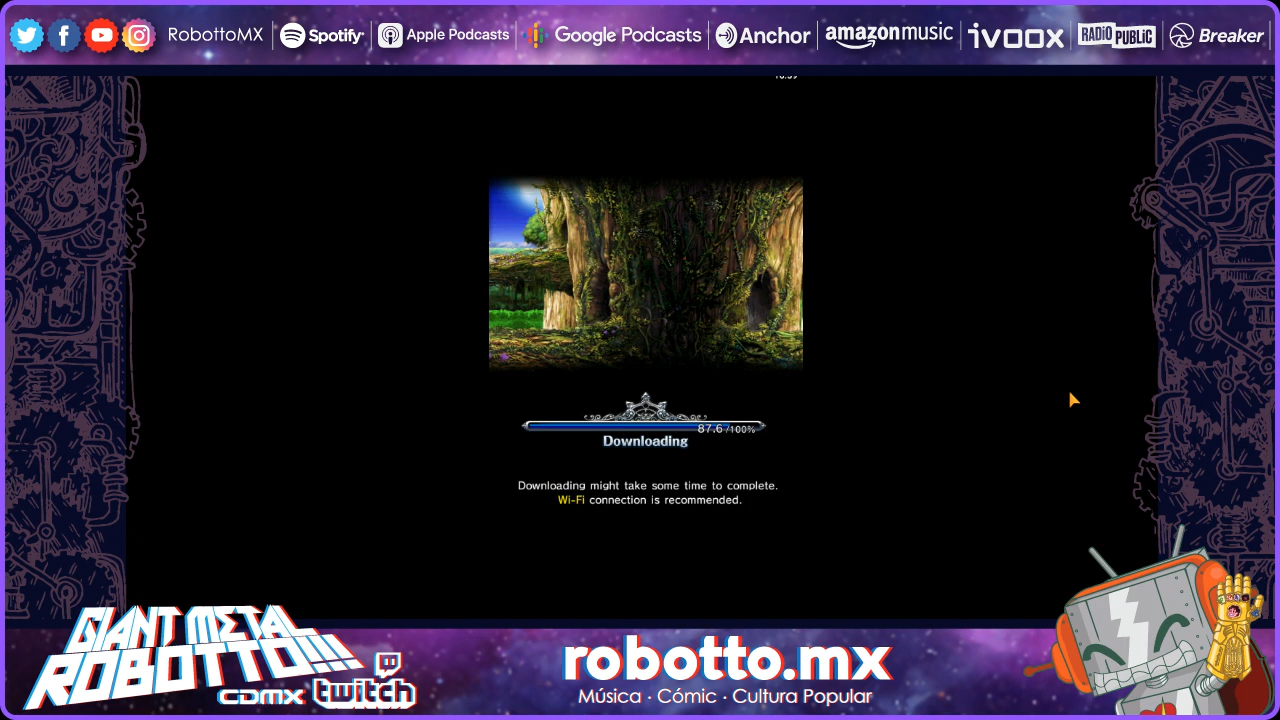 RobottoMX
Spotify
Apple Podcasts
Google Podcasts
Anchor
amazon music
ivoox
RADIO PUBLIC
Breaker
87.6 /100%
Downloading
Downloading might take some time to complete.
Wi-Fi connection is recommended.
GIANT METAL
ROBOTTO!!!
CDMX twitch
robotto.mx
Música · Cómic · Cultura Popular